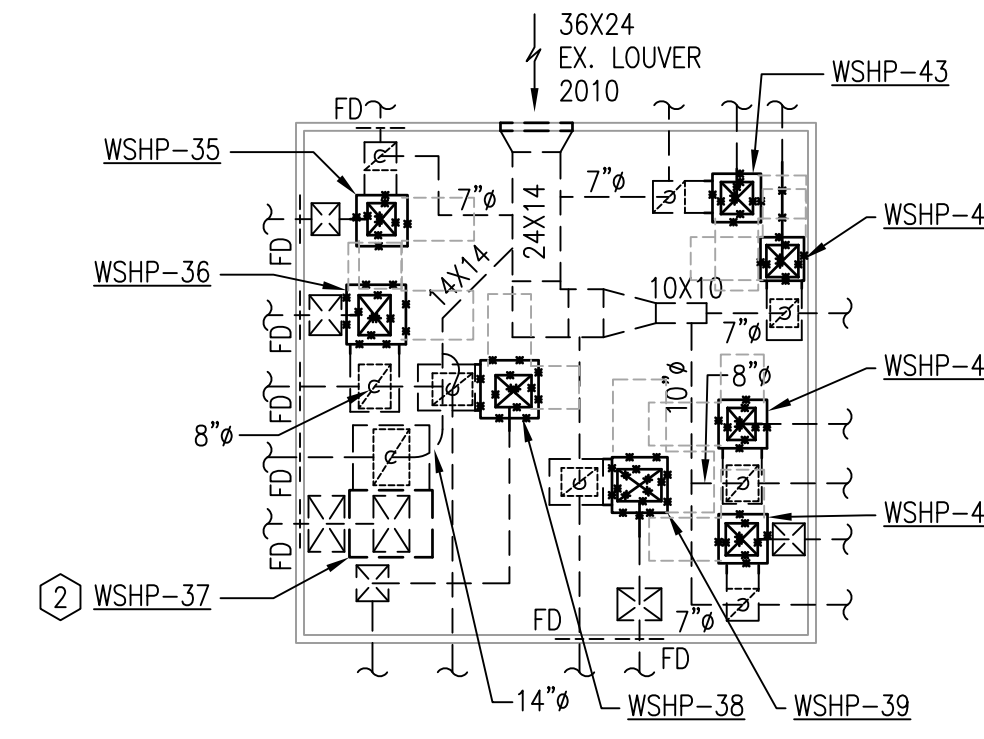 36X24
EX. LOUVER
2010
WSHP-43
FD
WSHP-35
7"ø
7"ø
24X14
WSHP-4
FD
14X14
WSHP-36
10X10
7"ø
FD
WSHP-4
8"ø
10"ø
8"ø
FD
WSHP-4
FD
2
WSHP-37
FD
7"ø
FD
14"ø
WSHP-38
WSHP-39